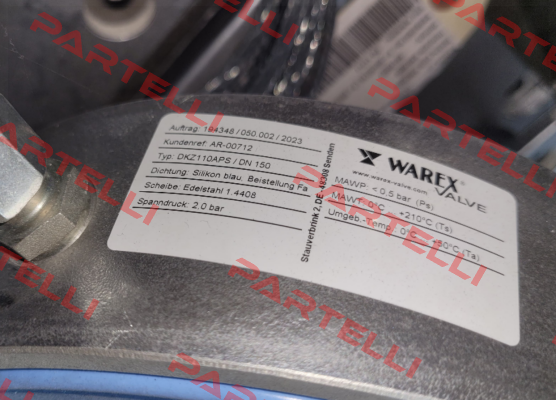 Auftrag: 194348 / 050.002 / 2023
Kundenref: AR-00712
Typ: DKZ110APS / DN 150
Dichtung: Silikon blau, Beistellung Fa
Scheibe: Edelstahl 1.4408
Spanndruck: 2.0 bar
Stauverbrink 2, DE-48308 Senden
WAREX
VALVE
www.warex-valve.com
MAWP: < 0.5 bar (Ps)
MAWT: 0°C +210°C (Ts)
Umgeb.-Temp: 0°C +50°C (Ta)
PARTELLI
PARTELLI
PARTELLI
PARTELLI
PARTELLI
PARTELLI